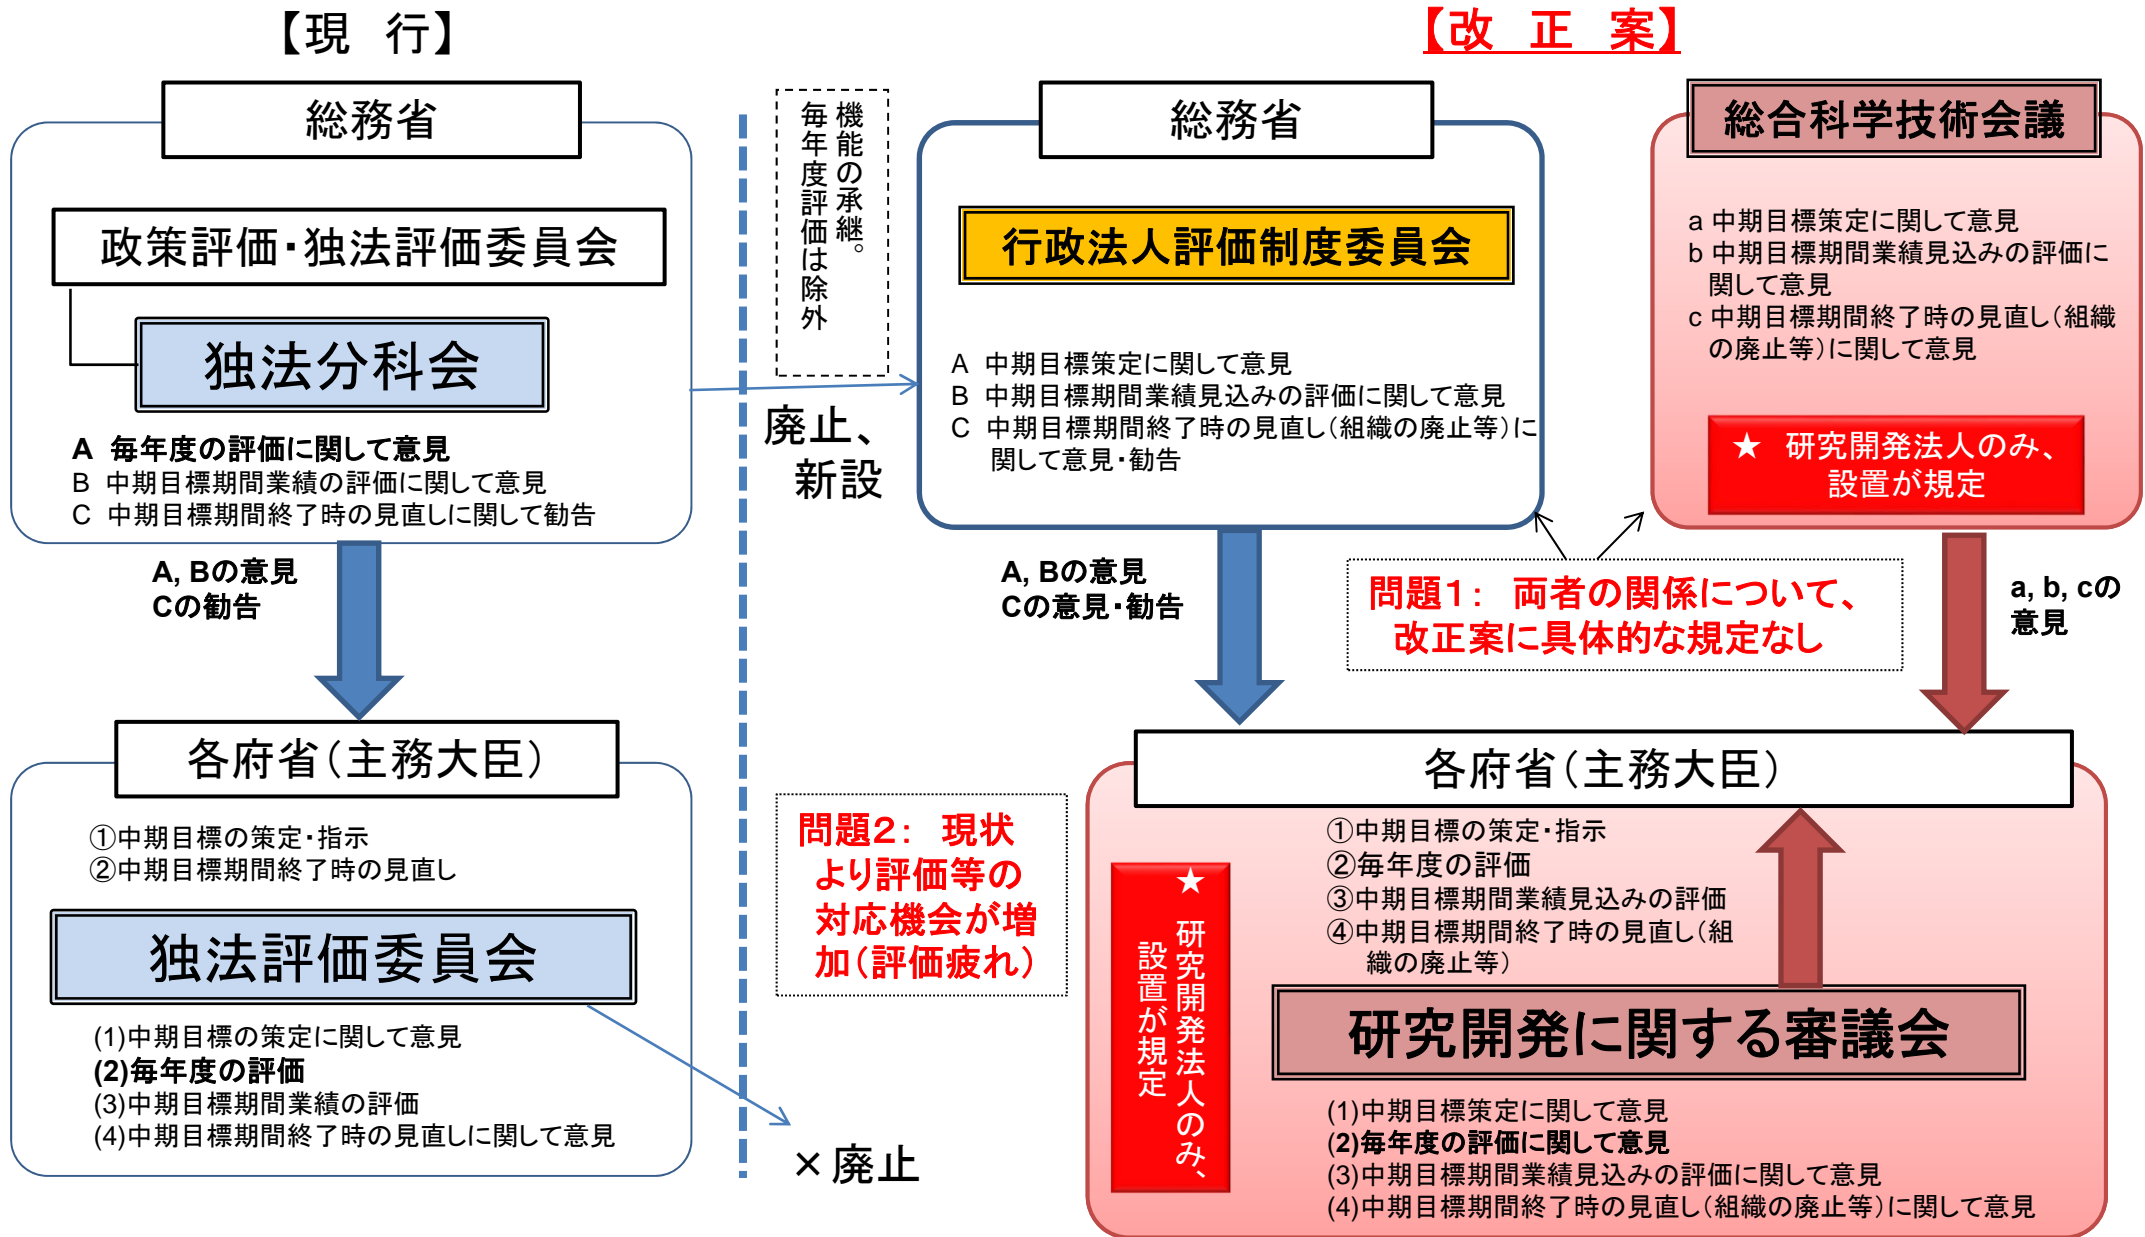 【現　行】
総務省
政策評価・独法評価委員会
独法分科会
A　毎年度の評価に関して意見
B　中期目標期間業績の評価に関して意見
C　中期目標期間終了時の見直しに関して勧告
A, Bの意見
Cの勧告
各府省（主務大臣）
①中期目標の策定・指示
②中期目標期間終了時の見直し
独法評価委員会
(1)中期目標の策定に関して意見
(2)毎年度の評価
(3)中期目標期間業績の評価
(4)中期目標期間終了時の見直しに関して意見
機能の承継。
毎年度評価は除外
廃止、
新設
問題２：　現状
より評価等の
対応機会が増
加（評価疲れ）
×廃止
【改　正　案】
総務省
行政法人評価制度委員会
A　中期目標策定に関して意見
B　中期目標期間業績見込みの評価に関して意見
C　中期目標期間終了時の見直し（組織の廃止等）に
関して意見・勧告
A, Bの意見
Cの意見・勧告
総合科学技術会議
a 中期目標策定に関して意見
b 中期目標期間業績見込みの評価に
関して意見
c 中期目標期間終了時の見直し（組織
の廃止等）に関して意見
★　研究開発法人のみ、
設置が規定
問題１：　両者の関係について、
改正案に具体的な規定なし
a, b, cの
意見
各府省（主務大臣）
①中期目標の策定・指示
②毎年度の評価
③中期目標期間業績見込みの評価
④中期目標期間終了時の見直し（組
織の廃止等）
★　研究開発法人のみ、
設置が規定
研究開発に関する審議会
(1)中期目標策定に関して意見
(2)毎年度の評価に関して意見
(3)中期目標期間業績見込みの評価に関して意見
(4)中期目標期間終了時の見直し（組織の廃止等）に関して意見